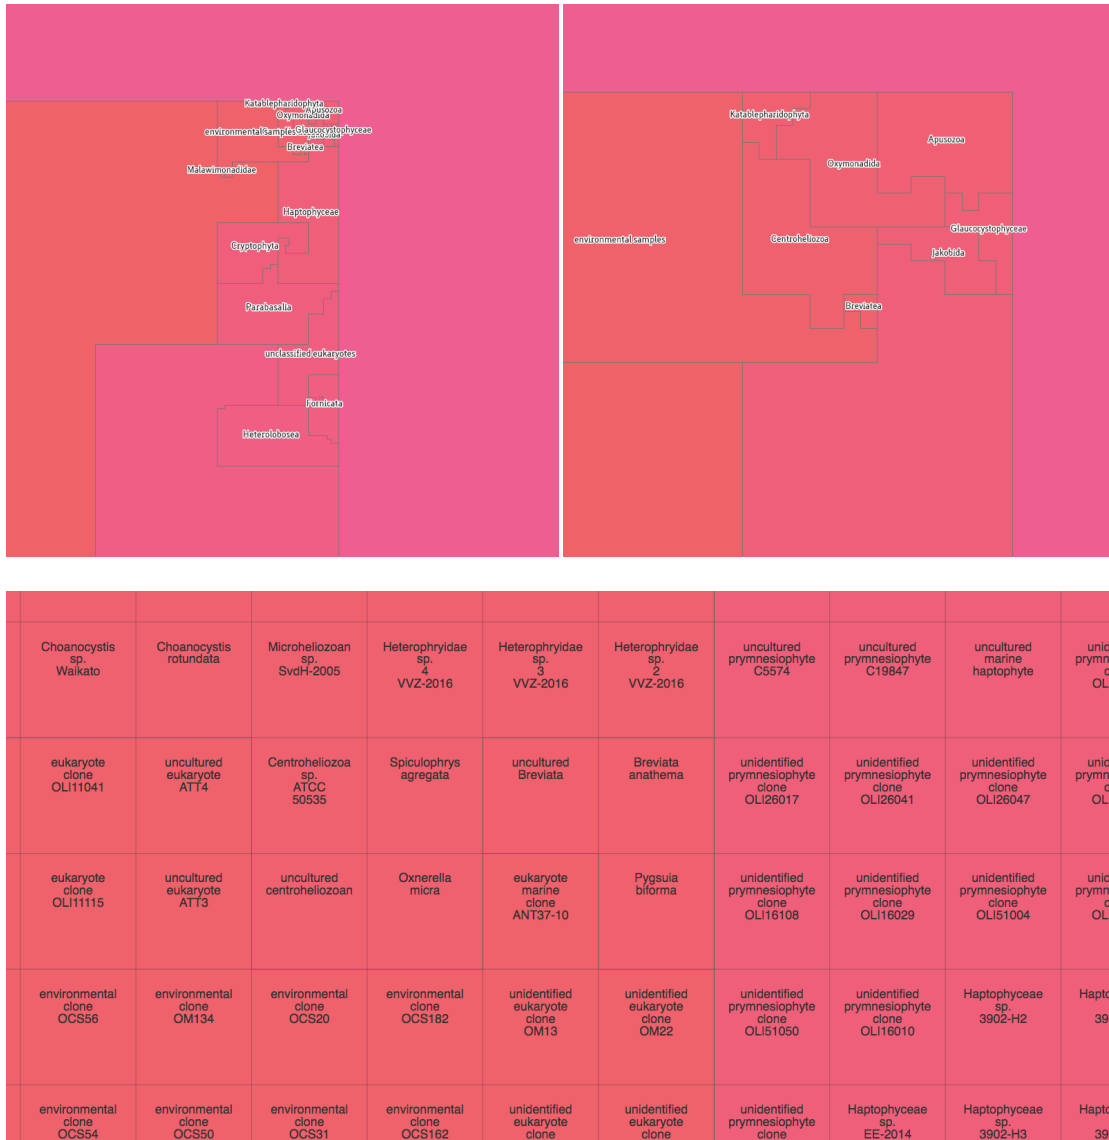 Katablepharidophyta
Apusozoa
Oxymonadida
environmental samples
Glaucocystophyceae
Breviatea
Malawimonadidae
Haptophyceae
Cryptophyta
Parabasalia
unclassified eukaryotes
Fornicata
Heterolobosea
Katablepharidophyta
Apusozoa
Oxymonadida
Glaucocystophyceae
environmental samples
Centroheliozoa
Jakobida
Breviatea
Choanocystis
sp.
Waikato
Choanocystis
rotundata
Microheliozoan
sp.
SvdH-2005
Heterophryidae
sp.
4
VVZ-2016
Heterophryidae
sp.
3
VVZ-2016
Heterophryidae
sp.
2
VVZ-2016
uncultured
prymnesiophyte
C5574
uncultured
prymnesiophyte
C19847
uncultured
marine
haptophyte
eukaryote
clone
OLI11041
uncultured
eukaryote
ATT4
Centroheliozoa
sp.
ATCC
50535
Spiculophrys
agregata
uncultured
Breviata
Breviata
anathema
unidentified
prymnesiophyte
clone
OLI26017
unidentified
prymnesiophyte
clone
OLI26041
unidentified
prymnesiophyte
clone
OLI26047
eukaryote
clone
OLI11115
uncultured
eukaryote
ATT3
uncultured
centroheliozoan
Oxnerella
micra
eukaryote
marine
clone
ANT37-10
Pygsuia
biforma
unidentified
prymnesiophyte
clone
OLI16108
unidentified
prymnesiophyte
clone
OLI16029
unidentified
prymnesiophyte
clone
OLI51004
environmental
clone
OCS56
environmental
clone
OM134
environmental
clone
OCS20
environmental
clone
OCS182
unidentified
eukaryote
clone
OM13
unidentified
eukaryote
clone
OM22
unidentified
prymnesiophyte
clone
OLI51050
unidentified
prymnesiophyte
clone
OLI16010
Haptophyceae
sp.
3902-H2
environmental
clone
OCS54
environmental
clone
OCS50
environmental
clone
OCS31
environmental
clone
OCS162
unidentified
eukaryote
clone
unidentified
eukaryote
clone
unidentified
prymnesiophyte
clone
Haptophyceae
sp.
EE-2014
Haptophyceae
sp.
3902-H3